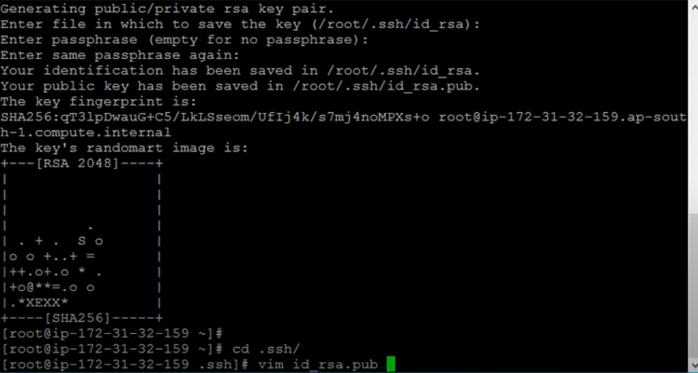 Generating public/private rsa key pair.
Enter file in which to save the key (/root/.ssh/id_rsa):
Enter passphrase (empty for no passphrase):
Enter same passphrase again:
Your identification has been saved in /root/.ssh/id_rsa.
Your public key has been saved in /root/.ssh/id_rsa.pub.
The key fingerprint is:
SHA256:qT3lpDwauG+C5/LkLSseom/UfIj4k/s7mj4noMPXs+o root@ip-172-31-32-159.ap-sout
h-1.compute.internal
The key's randomart image is:
+---[RSA 2048]----+
|                 |
|                 |
|                 |
|          .      |
| . + .  S o      |
|o o +..+ =       |
|++.o+.o * .      |
|+o@**=.o o       |
|.*XEXX*          |
+----[SHA256]-----+
[root@ip-172-31-32-159 ~]#
[root@ip-172-31-32-159 ~]# cd .ssh/
[root@ip-172-31-32-159 .ssh]# vim id_rsa.pub